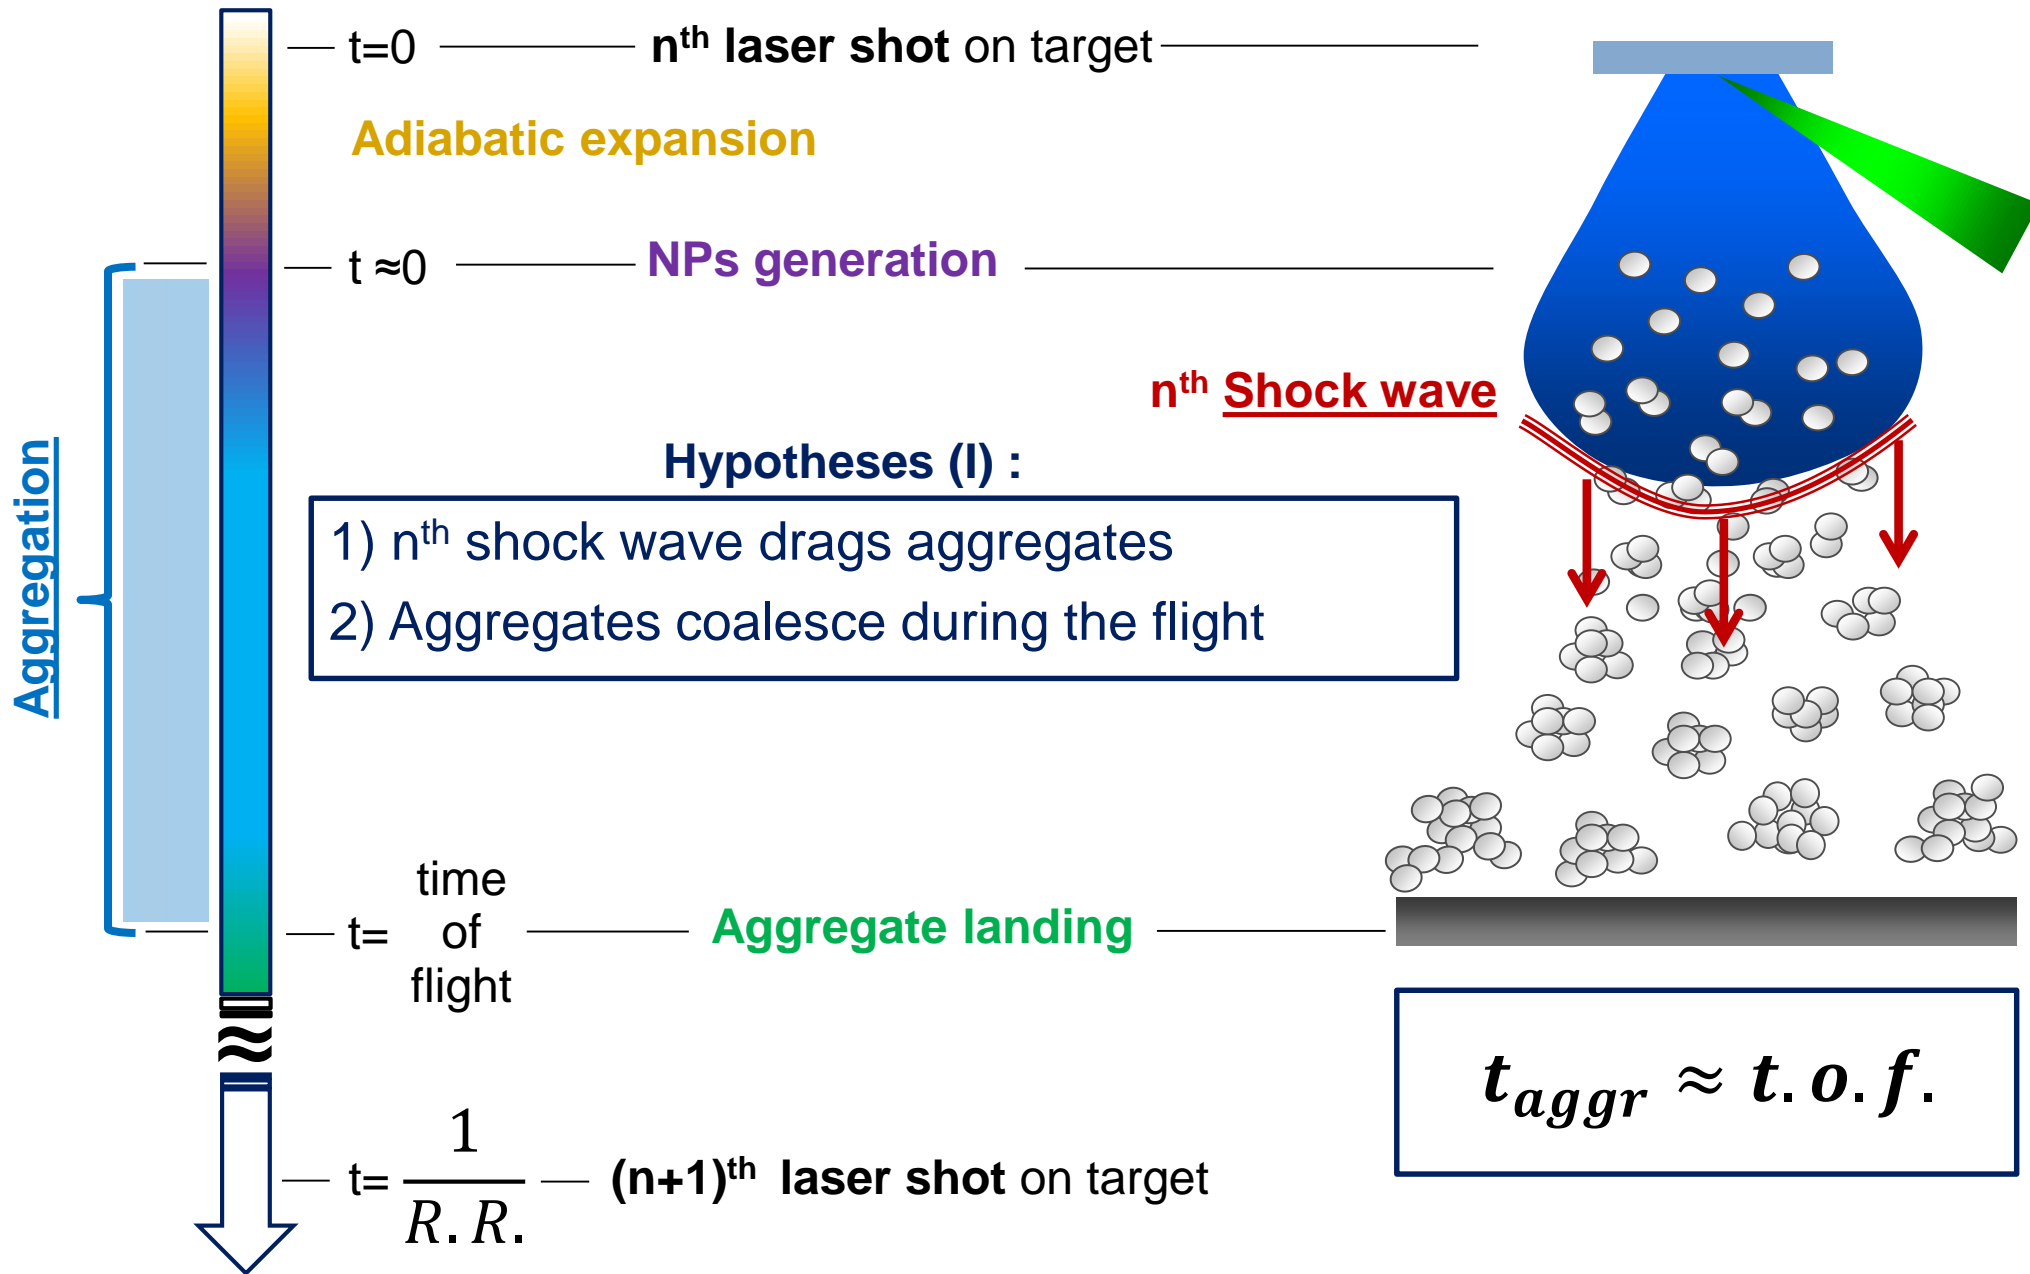 t=0
nth laser shot on target
Adiabatic expansion
t ≈0
NPs generation
nth Shock wave
Aggregation
Hypotheses (I) :
1) nth shock wave drags aggregates
2) Aggregates coalesce during the flight
t= time of flight
Aggregate landing
t_aggr ≈ t.o.f.
t= 1/R.R.
(n+1)th laser shot on target